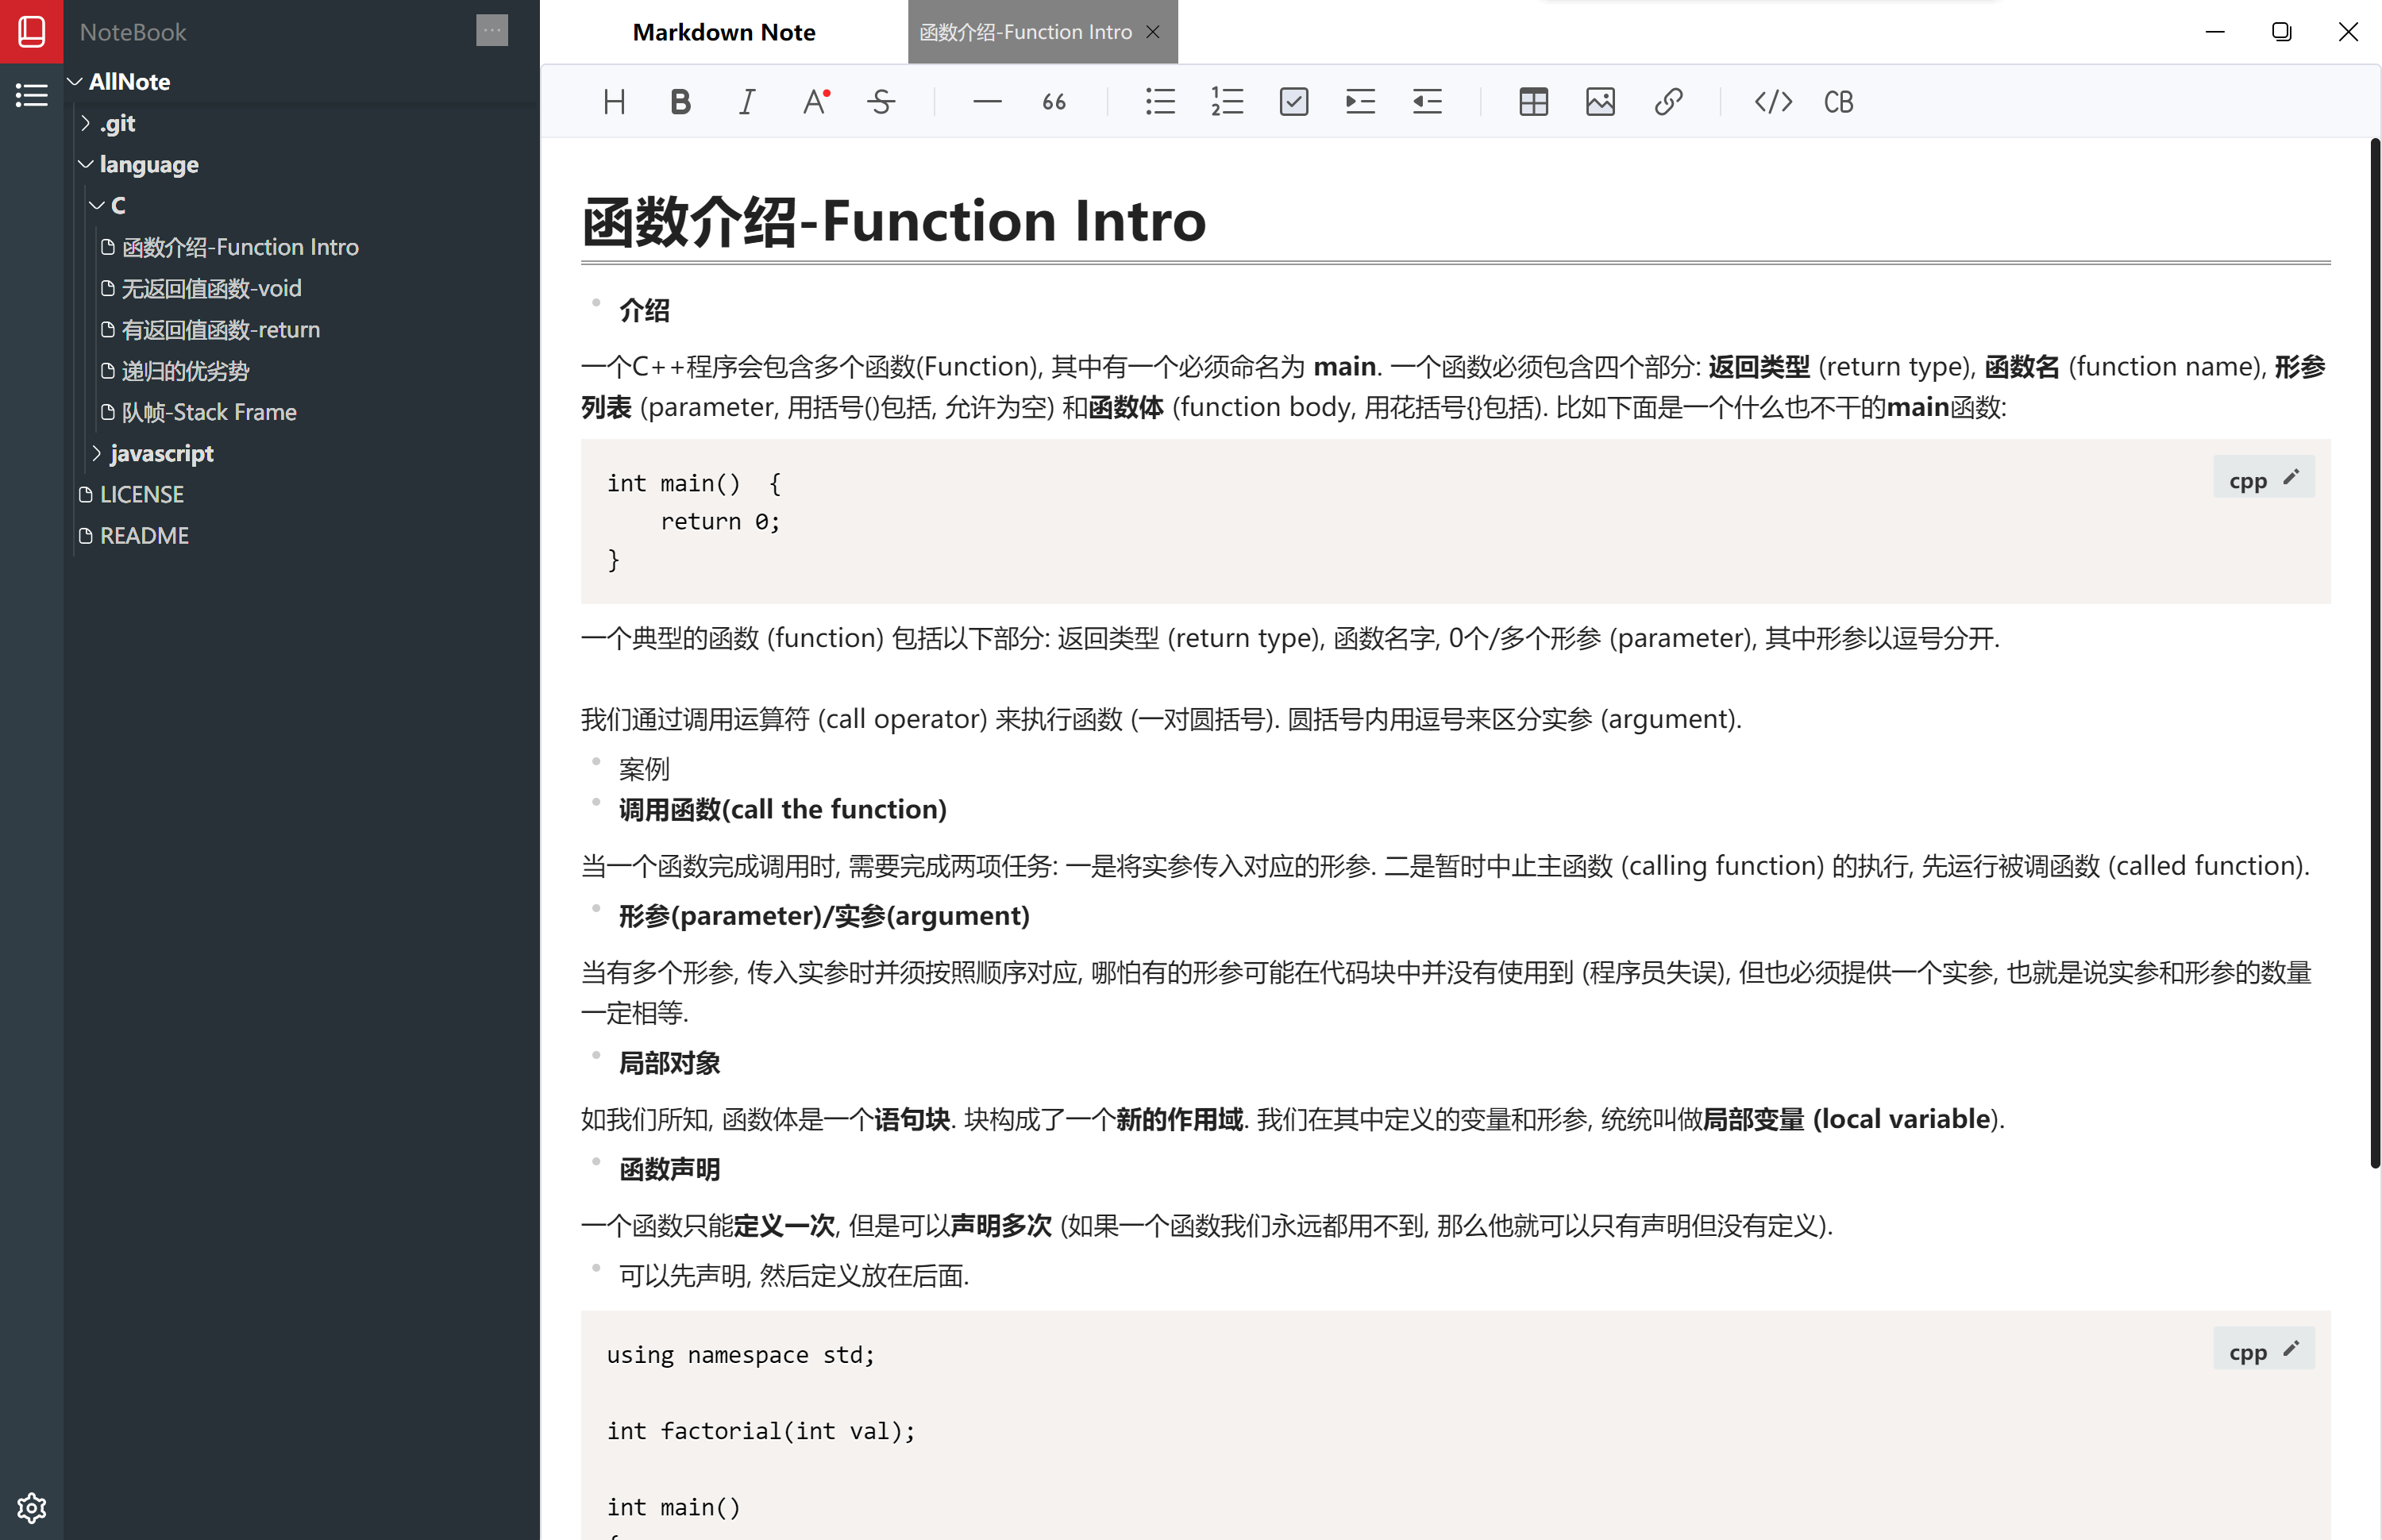 NoteBook
Markdown Note
函数介绍-Function Intro
AllNote
.git
language
C
函数介绍-Function Intro
无返回值函数-void
有返回值函数-return
递归的优劣势
队帧-Stack Frame
javascript
LICENSE
README
H B I A S 66 CB
函数介绍-Function Intro
介绍
一个C++程序会包含多个函数(Function), 其中有一个必须命名为 main. 一个函数必须包含四个部分: 返回类型 (return type), 函数名 (function name), 形参
列表 (parameter, 用括号()包括, 允许为空) 和函数体 (function body, 用花括号{}包括). 比如下面是一个什么也不干的main函数:
cpp
int main()  {
    return 0;
}
一个典型的函数 (function) 包括以下部分: 返回类型 (return type), 函数名字, 0个/多个形参 (parameter), 其中形参以逗号分开.
我们通过调用运算符 (call operator) 来执行函数 (一对圆括号). 圆括号内用逗号来区分实参 (argument).
案例
调用函数(call the function)
当一个函数完成调用时, 需要完成两项任务: 一是将实参传入对应的形参. 二是暂时中止主函数 (calling function) 的执行, 先运行被调函数 (called function).
形参(parameter)/实参(argument)
当有多个形参, 传入实参时并须按照顺序对应, 哪怕有的形参可能在代码块中并没有使用到 (程序员失误), 但也必须提供一个实参, 也就是说实参和形参的数量
一定相等.
局部对象
如我们所知, 函数体是一个语句块. 块构成了一个新的作用域. 我们在其中定义的变量和形参, 统统叫做局部变量 (local variable).
函数声明
一个函数只能定义一次, 但是可以声明多次 (如果一个函数我们永远都用不到, 那么他就可以只有声明但没有定义).
可以先声明, 然后定义放在后面.
cpp
using namespace std;
int factorial(int val);
int main()